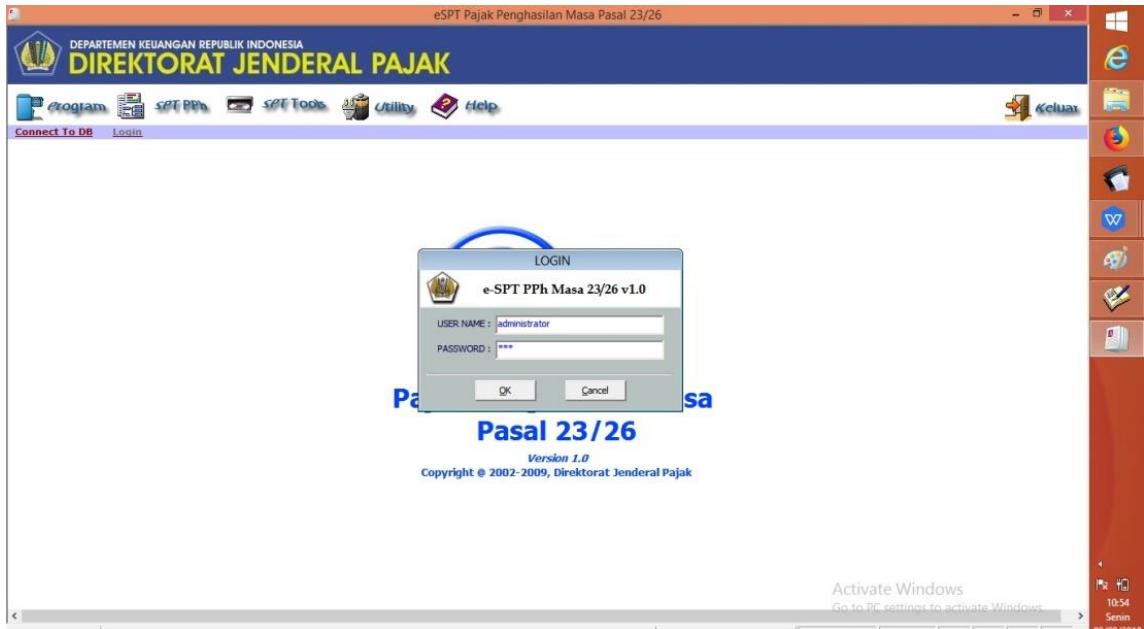 eSPT Pajak Penghasilan Masa Pasal 23/26
DEPARTEMEN KEUANGAN REPUBLIK INDONESIA
DIREKTORAT JENDERAL PAJAK
Program SPT PPh SPT Tools Utility Help Keluar
Connect To DB Login
LOGIN
e-SPT PPh Masa 23/26 v1.0
USER NAME : administrator
PASSWORD : ***
OK Cancel
Pa sa
Pasal 23/26
Version 1.0
Copyright @ 2002-2009, Direktorat Jenderal Pajak
Activate Windows
Go to PC settings to activate Windows.
10:54
Senin